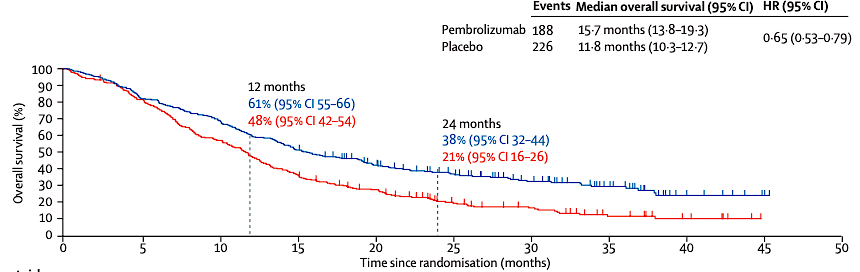 Events Median overall survival (95% CI) HR (95% CI)
Pembrolizumab 188 15·7 months (13·8–19·3)
0·65 (0·53–0·79)
Placebo 226 11·8 months (10·3–12·7)
Overall survival (%)
100
90
80
70
60
50
40
30
20
10
0
12 months
61% (95% CI 55–66)
48% (95% CI 42–54)
24 months
38% (95% CI 32–44)
21% (95% CI 16–26)
0 5 10 15 20 25 30 35 40 45 50
Time since randomisation (months)